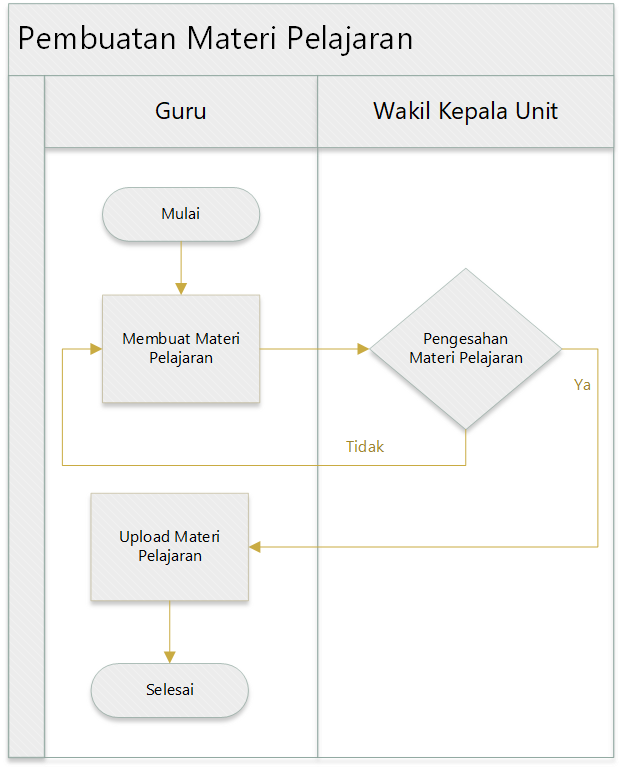 Pembuatan Materi Pelajaran
Guru
Wakil Kepala Unit
Mulai
Membuat Materi
Pelajaran
Pengesahan
Materi Pelajaran
Ya
Tidak
Upload Materi
Pelajaran
Selesai